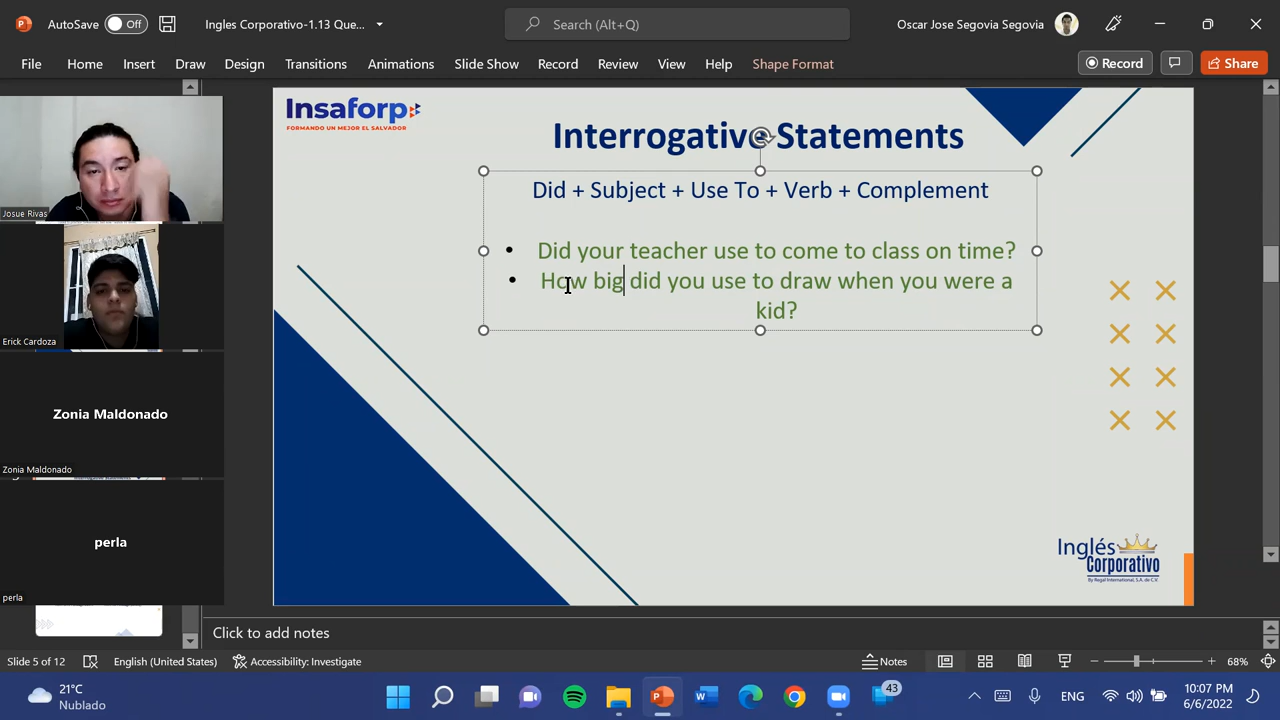 AutoSave Off
Ingles Corporativo-1.13 Que...
Search (Alt+Q)
Oscar Jose Segovia Segovia
File Home Insert Draw Design Transitions Animations Slide Show Record Review View Help Shape Format
Record
Share
Insaforp
FORMANDO UN MEJOR EL SALVADOR
Interrogative Statements
Did + Subject + Use To + Verb + Complement
• Did your teacher use to come to class on time?
• How big did you use to draw when you were a
kid?
Josue Rivas
Erick Cardoza
Zonia Maldonado
Zonia Maldonado
perla
perla
Inglés
Corporativo
By Regal International, S.A. de C.V.
Click to add notes
Slide 5 of 12
English (United States)
Accessibility: Investigate
Notes
68%
21°C
Nublado
43
ENG
10:07 PM
6/6/2022